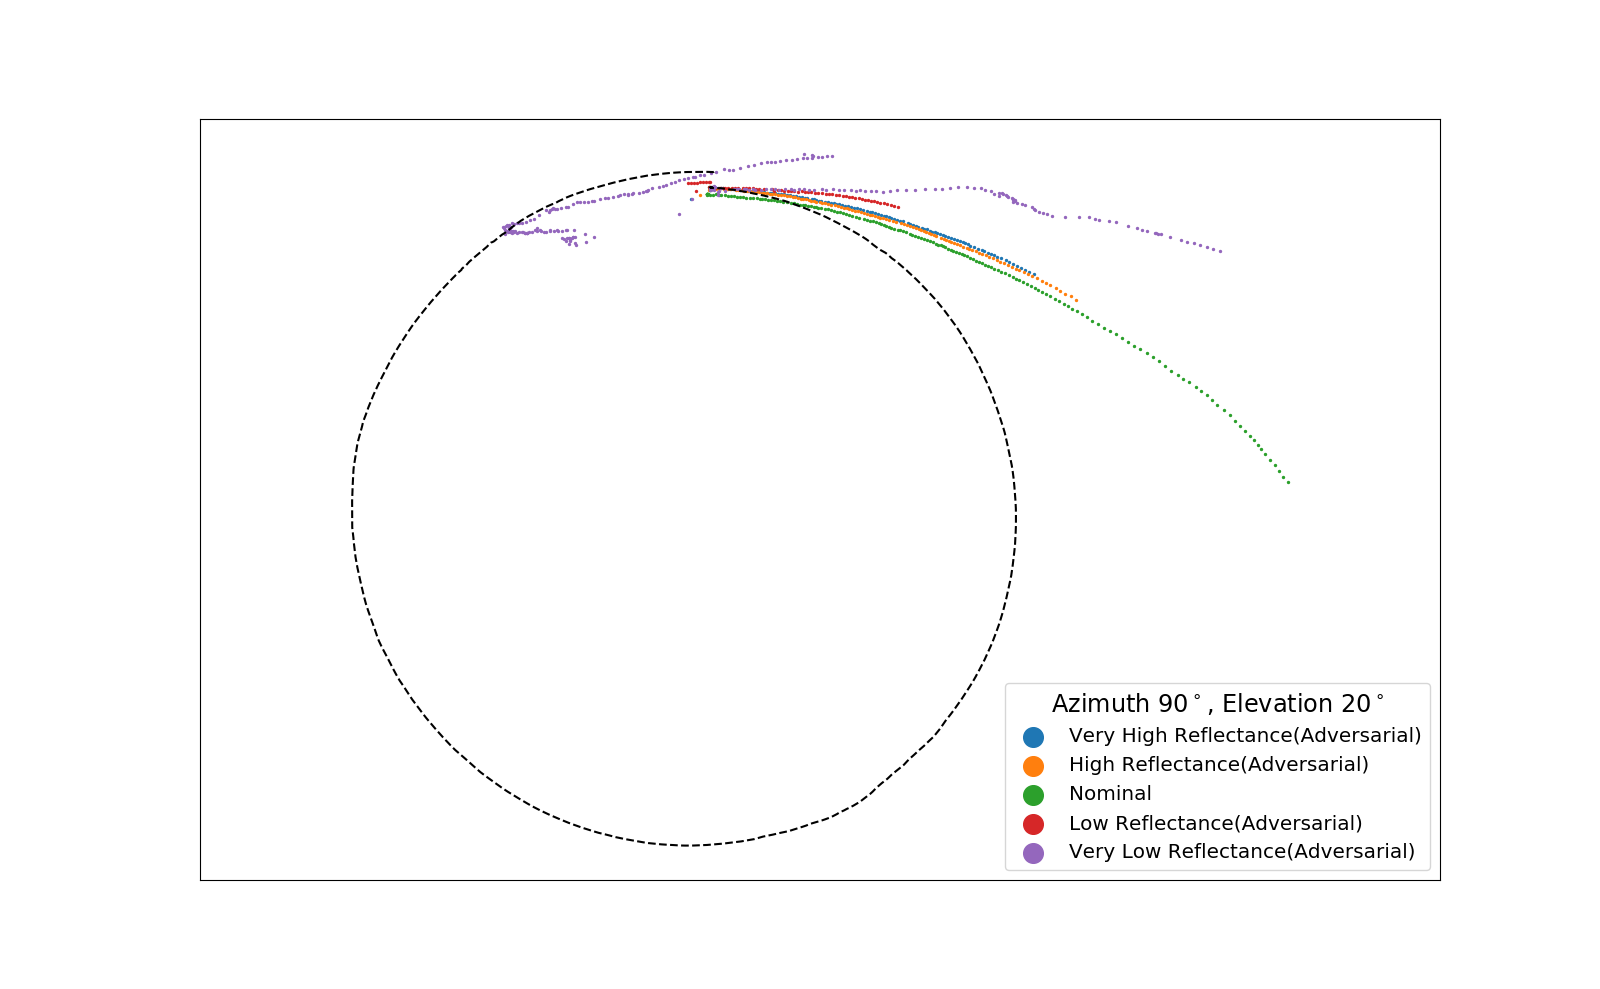 Azimuth 90°, Elevation 20°
Very High Reflectance(Adversarial)
High Reflectance(Adversarial)
Nominal
Low Reflectance(Adversarial)
Very Low Reflectance(Adversarial)